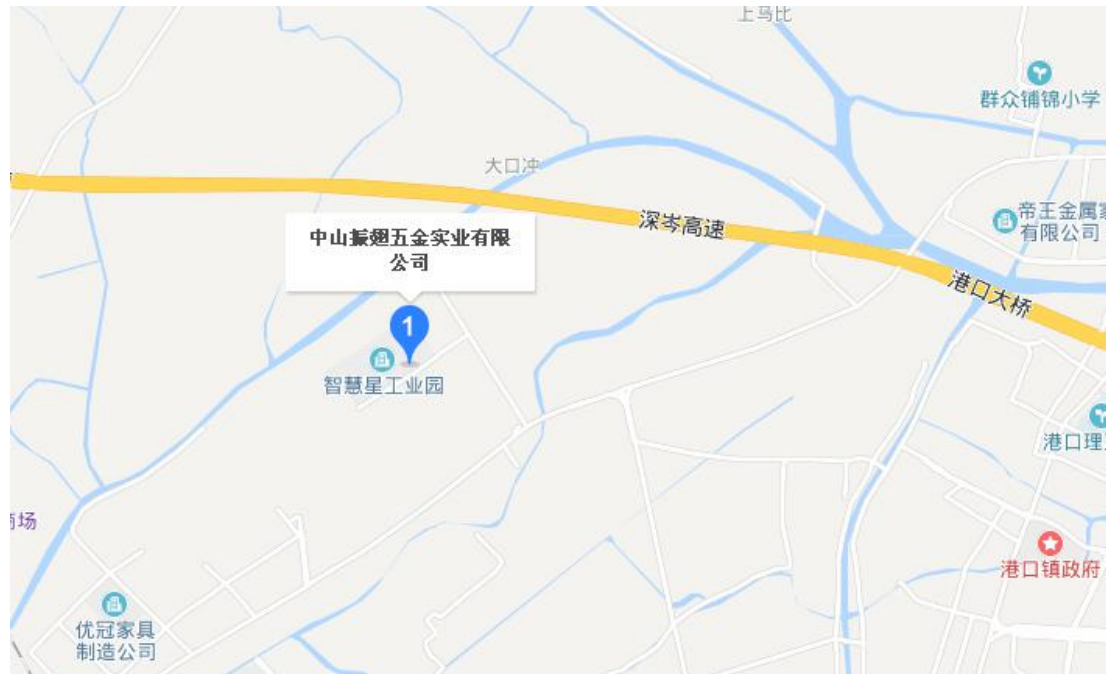 上马比
群众铺锦小学
大口冲
深岑高速
帝王金属家
有限公司
中山振翅五金实业有限
公司
港口大桥
1
智慧星工业园
港口理
商场
港口镇政府
优冠家具
制造公司